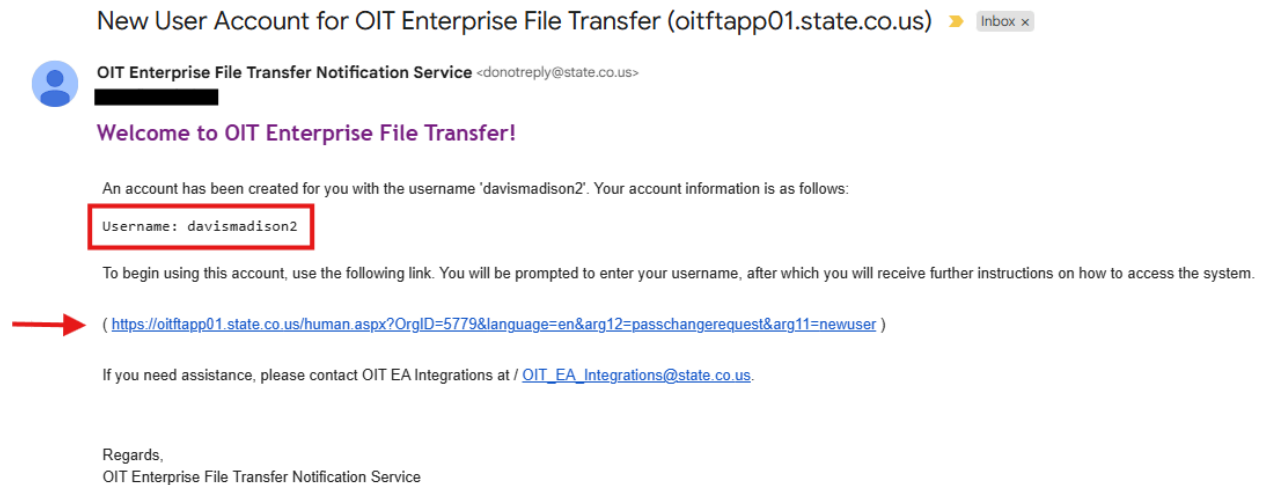 New User Account for OIT Enterprise File Transfer (oitftapp01.state.co.us) Inbox ×
OIT Enterprise File Transfer Notification Service <donotreply@state.co.us>
Welcome to OIT Enterprise File Transfer!
An account has been created for you with the username 'davismadison2'. Your account information is as follows:
Username: davismadison2
To begin using this account, use the following link. You will be prompted to enter your username, after which you will receive further instructions on how to access the system.
( https://oitftapp01.state.co.us/human.aspx?OrgID=5779&language=en&arg12=passchangerequest&arg11=newuser )
If you need assistance, please contact OIT EA Integrations at / OIT_EA_Integrations@state.co.us.
Regards,
OIT Enterprise File Transfer Notification Service